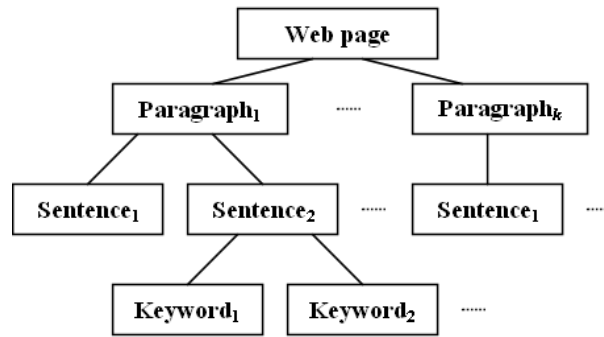 Web page
Paragraph₁ ...... Paragraphₖ
Sentence₁ Sentence₂ ...... Sentence₁ ....
Keyword₁ Keyword₂ ......